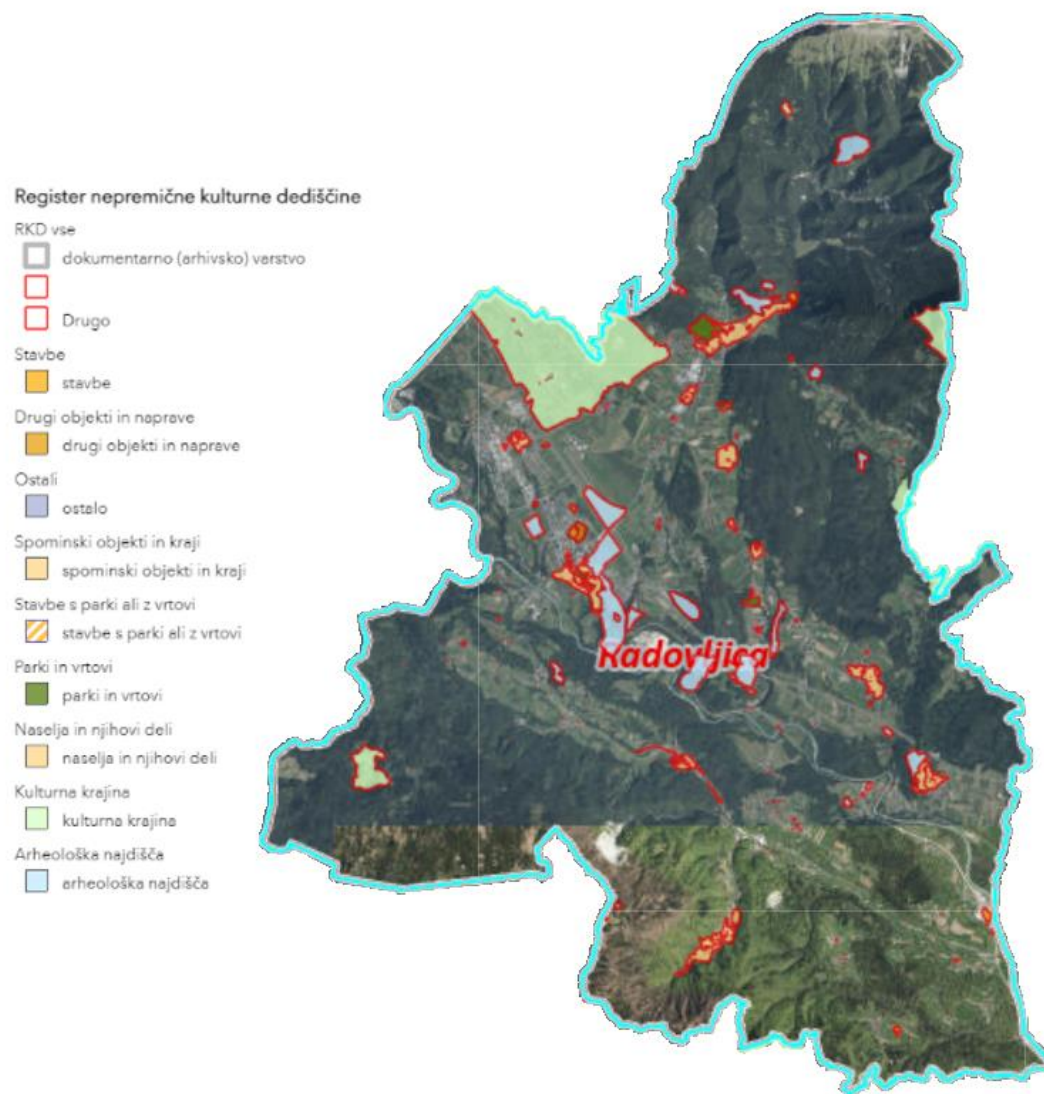 Register nepremične kulturne dediščine
RKD vse
dokumentarno (arhivsko) varstvo
Drugo
Stavbe
stavbe
Drugi objekti in naprave
drugi objekti in naprave
Ostali
ostalo
Spominski objekti in kraji
spominski objekti in kraji
Stavbe s parki ali z vrtovi
stavbe s parki ali z vrtovi
Parki in vrtovi
parki in vrtovi
Naselja in njihovi deli
naselja in njihovi deli
Kulturna krajina
kulturna krajina
Arheološka najdišča
arheološka najdišča
Radovljica